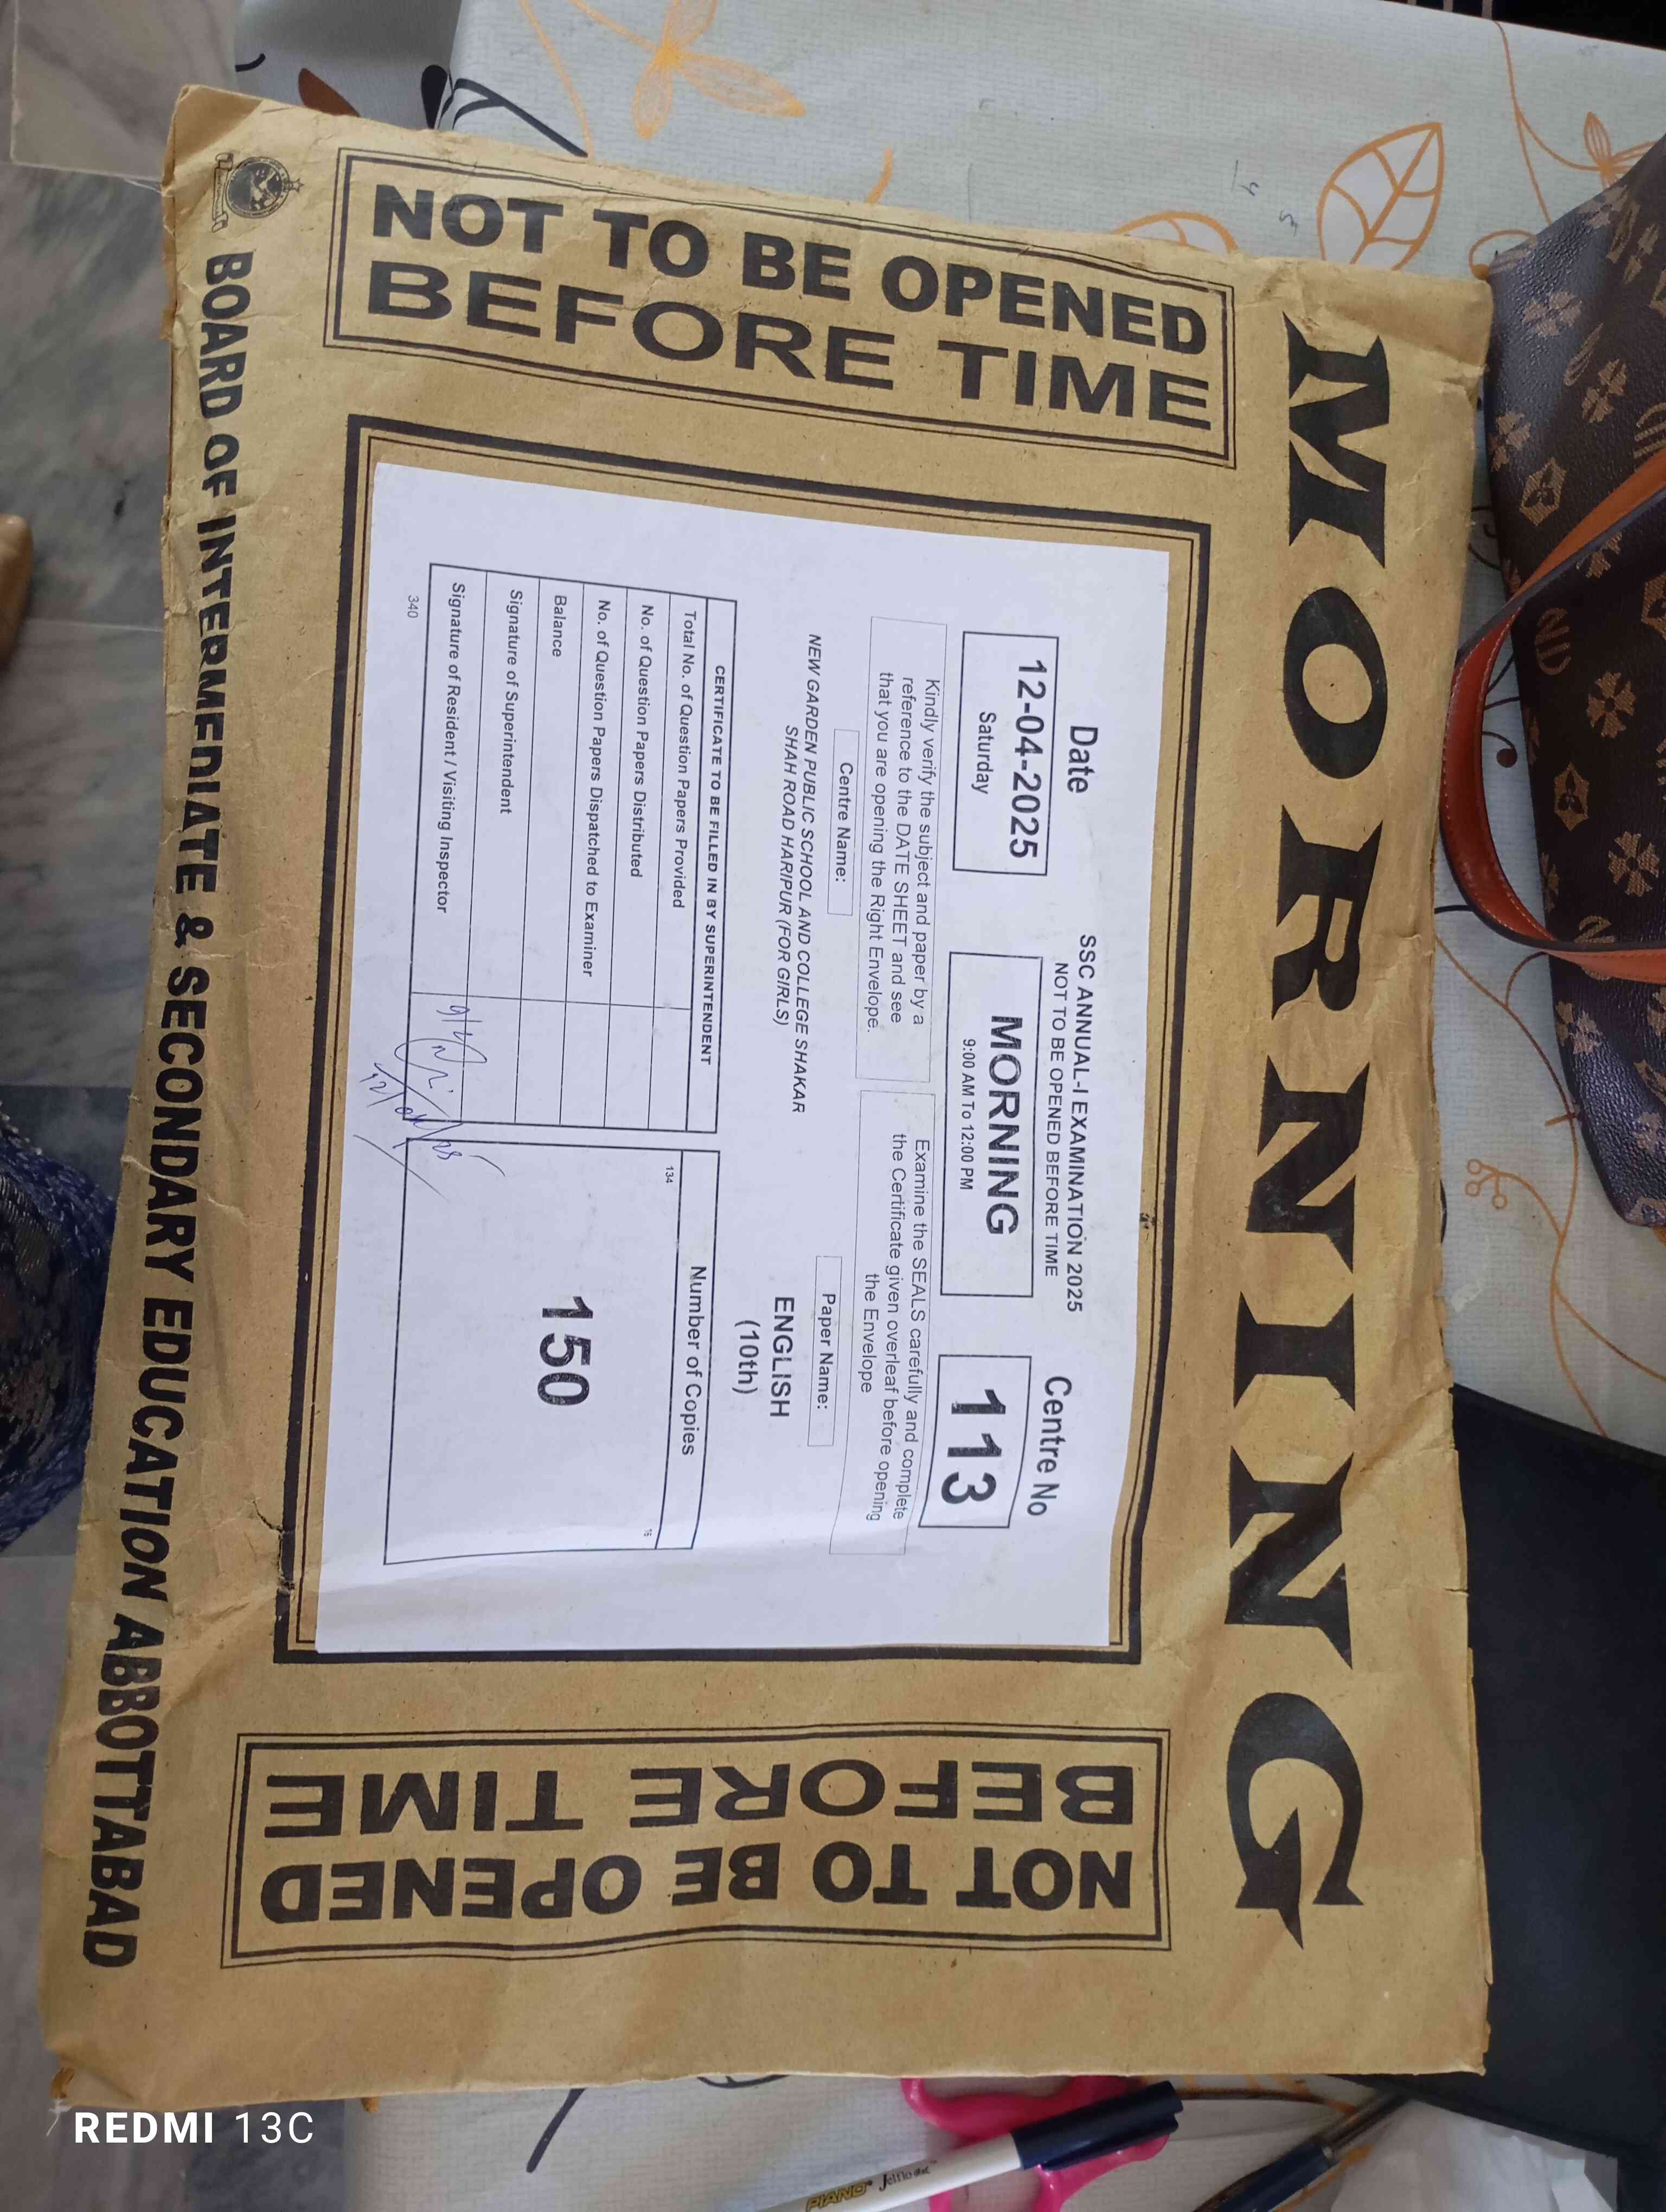 MORNING
NOT TO BE OPENED
BEFORE TIME
SSC ANNUAL-I EXAMINATION 2025
NOT TO BE OPENED BEFORE TIME
Date
12-04-2025
Saturday
MORNING
9:00 AM To 12:00 PM
Centre No
113
Kindly verify the subject and paper by a
reference to the DATE SHEET and see
that you are opening the Right Envelope.
Examine the SEALS carefully and complete
the Certificate given overleaf before opening
the Envelope
Centre Name:
NEW GARDEN PUBLIC SCHOOL AND COLLEGE SHAKAR
SHAH ROAD HARIPUR (FOR GIRLS)
Paper Name:
ENGLISH
(10th)
CERTIFICATE TO BE FILLED IN BY SUPERINTENDENT
Total No. of Question Papers Provided
No. of Question Papers Distributed
No. of Question Papers Dispatched to Examiner
Balance
Signature of Superintendent
Signature of Resident / Visiting Inspector
340
Number of Copies
134
16
150
NOT TO BE OPENED
BEFORE TIME
BOARD OF INTERMEDIATE & SECONDARY EDUCATION ABBOTTABAD
PIANO Jelflo
REDMI 13C